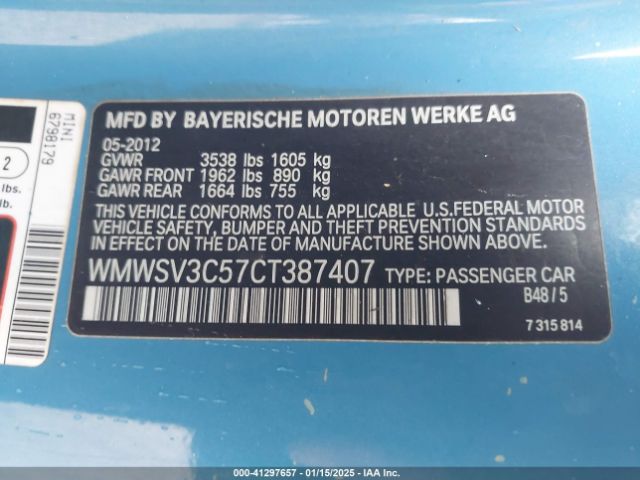 MFD BY BAYERISCHE MOTOREN WERKE AG
05-2012
GVWR 3538 lbs 1605 kg
GAWR FRONT 1962 lbs 890 kg
GAWR REAR 1664 lbs 755 kg
THIS VEHICLE CONFORMS TO ALL APPLICABLE U.S.FEDERAL MOTOR
VEHICLE SAFETY, BUMPER AND THEFT PREVENTION STANDARDS
IN EFFECT ON THE DATE OF MANUFACTURE SHOWN ABOVE.
WMWSV3C57CT387407 TYPE: PASSENGER CAR
B48 / 5
7 315 814
MINI
6798179
2
lbs.
lb.
000-41297657 - 01/15/2025 - IAAI.COM